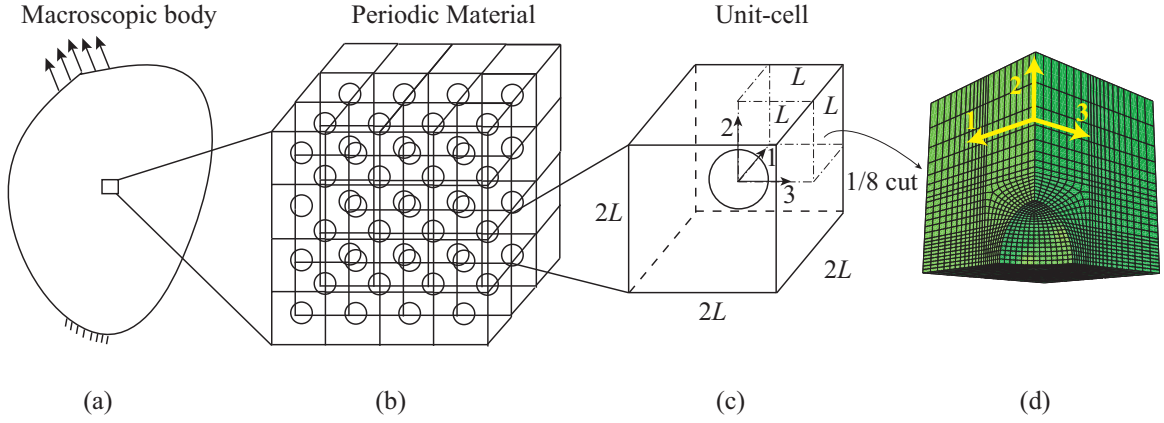 Macroscopic body
Periodic Material
Unit-cell
L
L
L
2
1
3
2L
2L
2L
1/8 cut
2
1
3
(a)
(b)
(c)
(d)